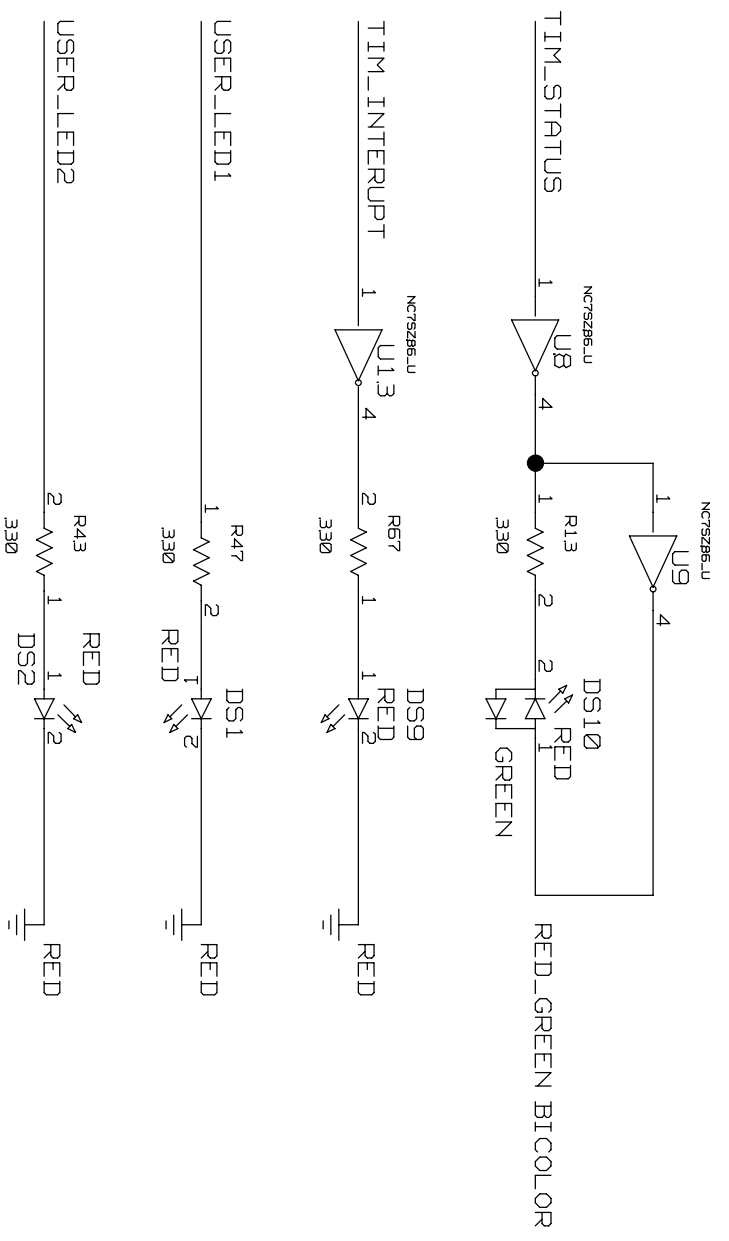 NC7SZ86_U
U9
1
4
TIM_STATUS
NC7SZ86_U
U8
1
4
R13
1
2
330
DS10
RED
2
1
GREEN
RED_GREEN BICOLOR
TIM_INTERUPT
NC7SZ86_U
U13
1
4
R67
2
1
330
DS9
RED
1
2
RED
USER_LED1
R47
1
2
330
DS1
1
2
RED
RED
USER_LED2
R43
2
1
330
RED
1
2
DS2
RED